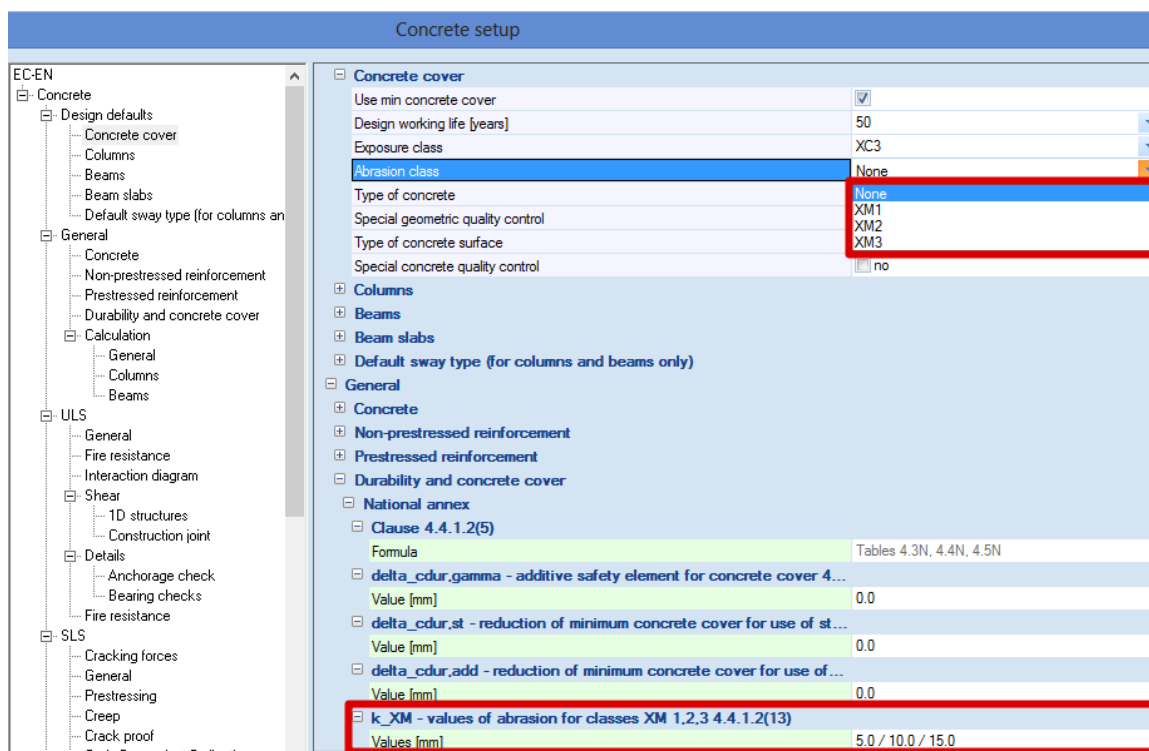 Concrete setup
EC-EN
Concrete
Design defaults
Concrete cover
Columns
Beams
Beam slabs
Default sway type (for columns an
General
Concrete
Non-prestressed reinforcement
Prestressed reinforcement
Durability and concrete cover
Calculation
General
Columns
Beams
ULS
General
Fire resistance
Interaction diagram
Shear
1D structures
Construction joint
Details
Anchorage check
Bearing checks
Fire resistance
SLS
Cracking forces
General
Prestressing
Creep
Crack proof
Concrete cover
Use min concrete cover
Design working life [years] 50
Exposure class XC3
Abrasion class None
Type of concrete
Special geometric quality control
Type of concrete surface
Special concrete quality control no
None
XM1
XM2
XM3
Columns
Beams
Beam slabs
Default sway type (for columns and beams only)
General
Concrete
Non-prestressed reinforcement
Prestressed reinforcement
Durability and concrete cover
National annex
Clause 4.4.1.2(5)
Formula Tables 4.3N, 4.4N, 4.5N
delta_cdur,gamma - additive safety element for concrete cover 4...
Value [mm] 0.0
delta_cdur,st - reduction of minimum concrete cover for use of st...
Value [mm] 0.0
delta_cdur,add - reduction of minimum concrete cover for use of...
Value [mm] 0.0
k_XM - values of abrasion for classes XM 1,2,3 4.4.1.2(13)
Values [mm] 5.0 / 10.0 / 15.0